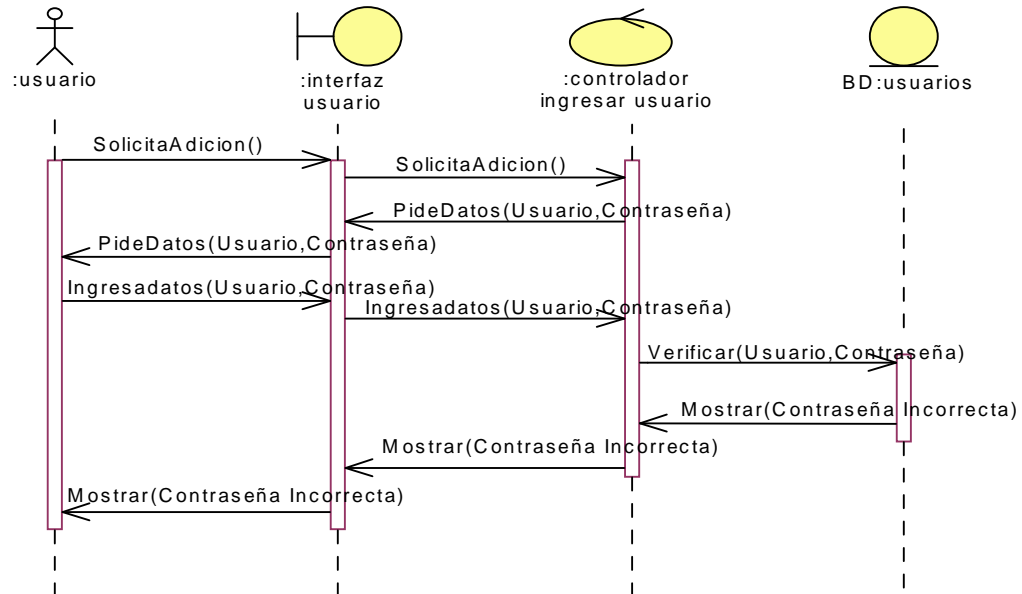 :usuario
:interfaz
usuario
:controlador
ingresar usuario
BD:usuarios
SolicitaAdicion()
SolicitaAdicion()
PideDatos(Usuario,Contraseña)
PideDatos(Usuario,Contraseña)
Ingresadatos(Usuario,Contraseña)
Ingresadatos(Usuario,Contraseña)
Verificar(Usuario,Contraseña)
Mostrar(Contraseña Incorrecta)
Mostrar(Contraseña Incorrecta)
Mostrar(Contraseña Incorrecta)